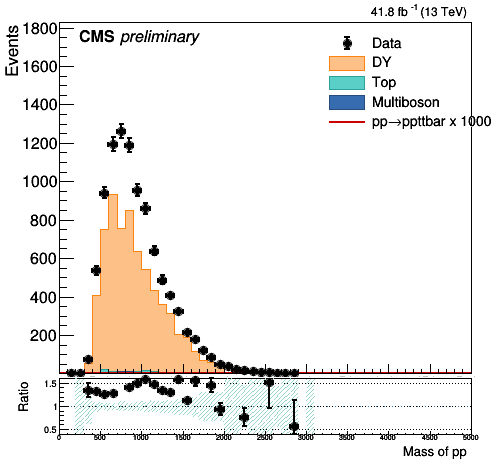 41.8 fb⁻¹ (13 TeV)
CMS preliminary
Events
1800
1600
1400
1200
1000
800
600
400
200
Data
DY
Top
Multiboson
pp→ppttbar x 1000
Ratio
1.5
1
0.5
0 500 1000 1500 2000 2500 3000 3500 4000 4500 5000
Mass of pp